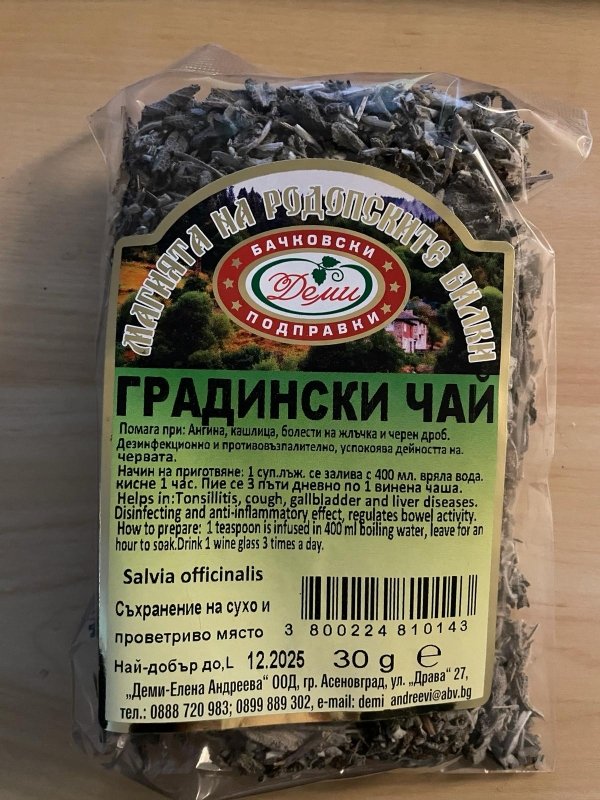 МАГИЯТА НА РОДОПСКИТЕ БИЛКИ
БАЧКОВСКИ
Деми
ПОДПРАВКИ
ГРАДИНСКИ ЧАЙ
Помага при: Ангина, кашлица, болести на жлъчка и черен дроб.
Дезинфекционно и противовъзпалително, успокоява дейността на
червата.
Начин на приготвяне: 1 суп.лъж. се залива с 400 мл. вряла вода.
кисне 1 час. Пие се 3 пъти дневно по 1 винена чаша.
Helps in:Tonsillitis, cough, gallbladder and liver diseases.
Disinfecting and anti-inflammatory effect, regulates bowel activity.
How to prepare: 1 teaspoon is infused in 400 ml boiling water, leave for an
hour to soak.Drink 1 wine glass 3 times a day.
Salvia officinalis
Съхранение на сухо и
проветриво място
3 800224 810143
Най-добър до,L 12.2025 30 g e
„Деми-Елена Андреева“ ООД, гр. Асеновград, ул. „Драва“ 27,
тел.: 0888 720 983; 0899 889 302, e-mail: demi_andreevi@abv.bg